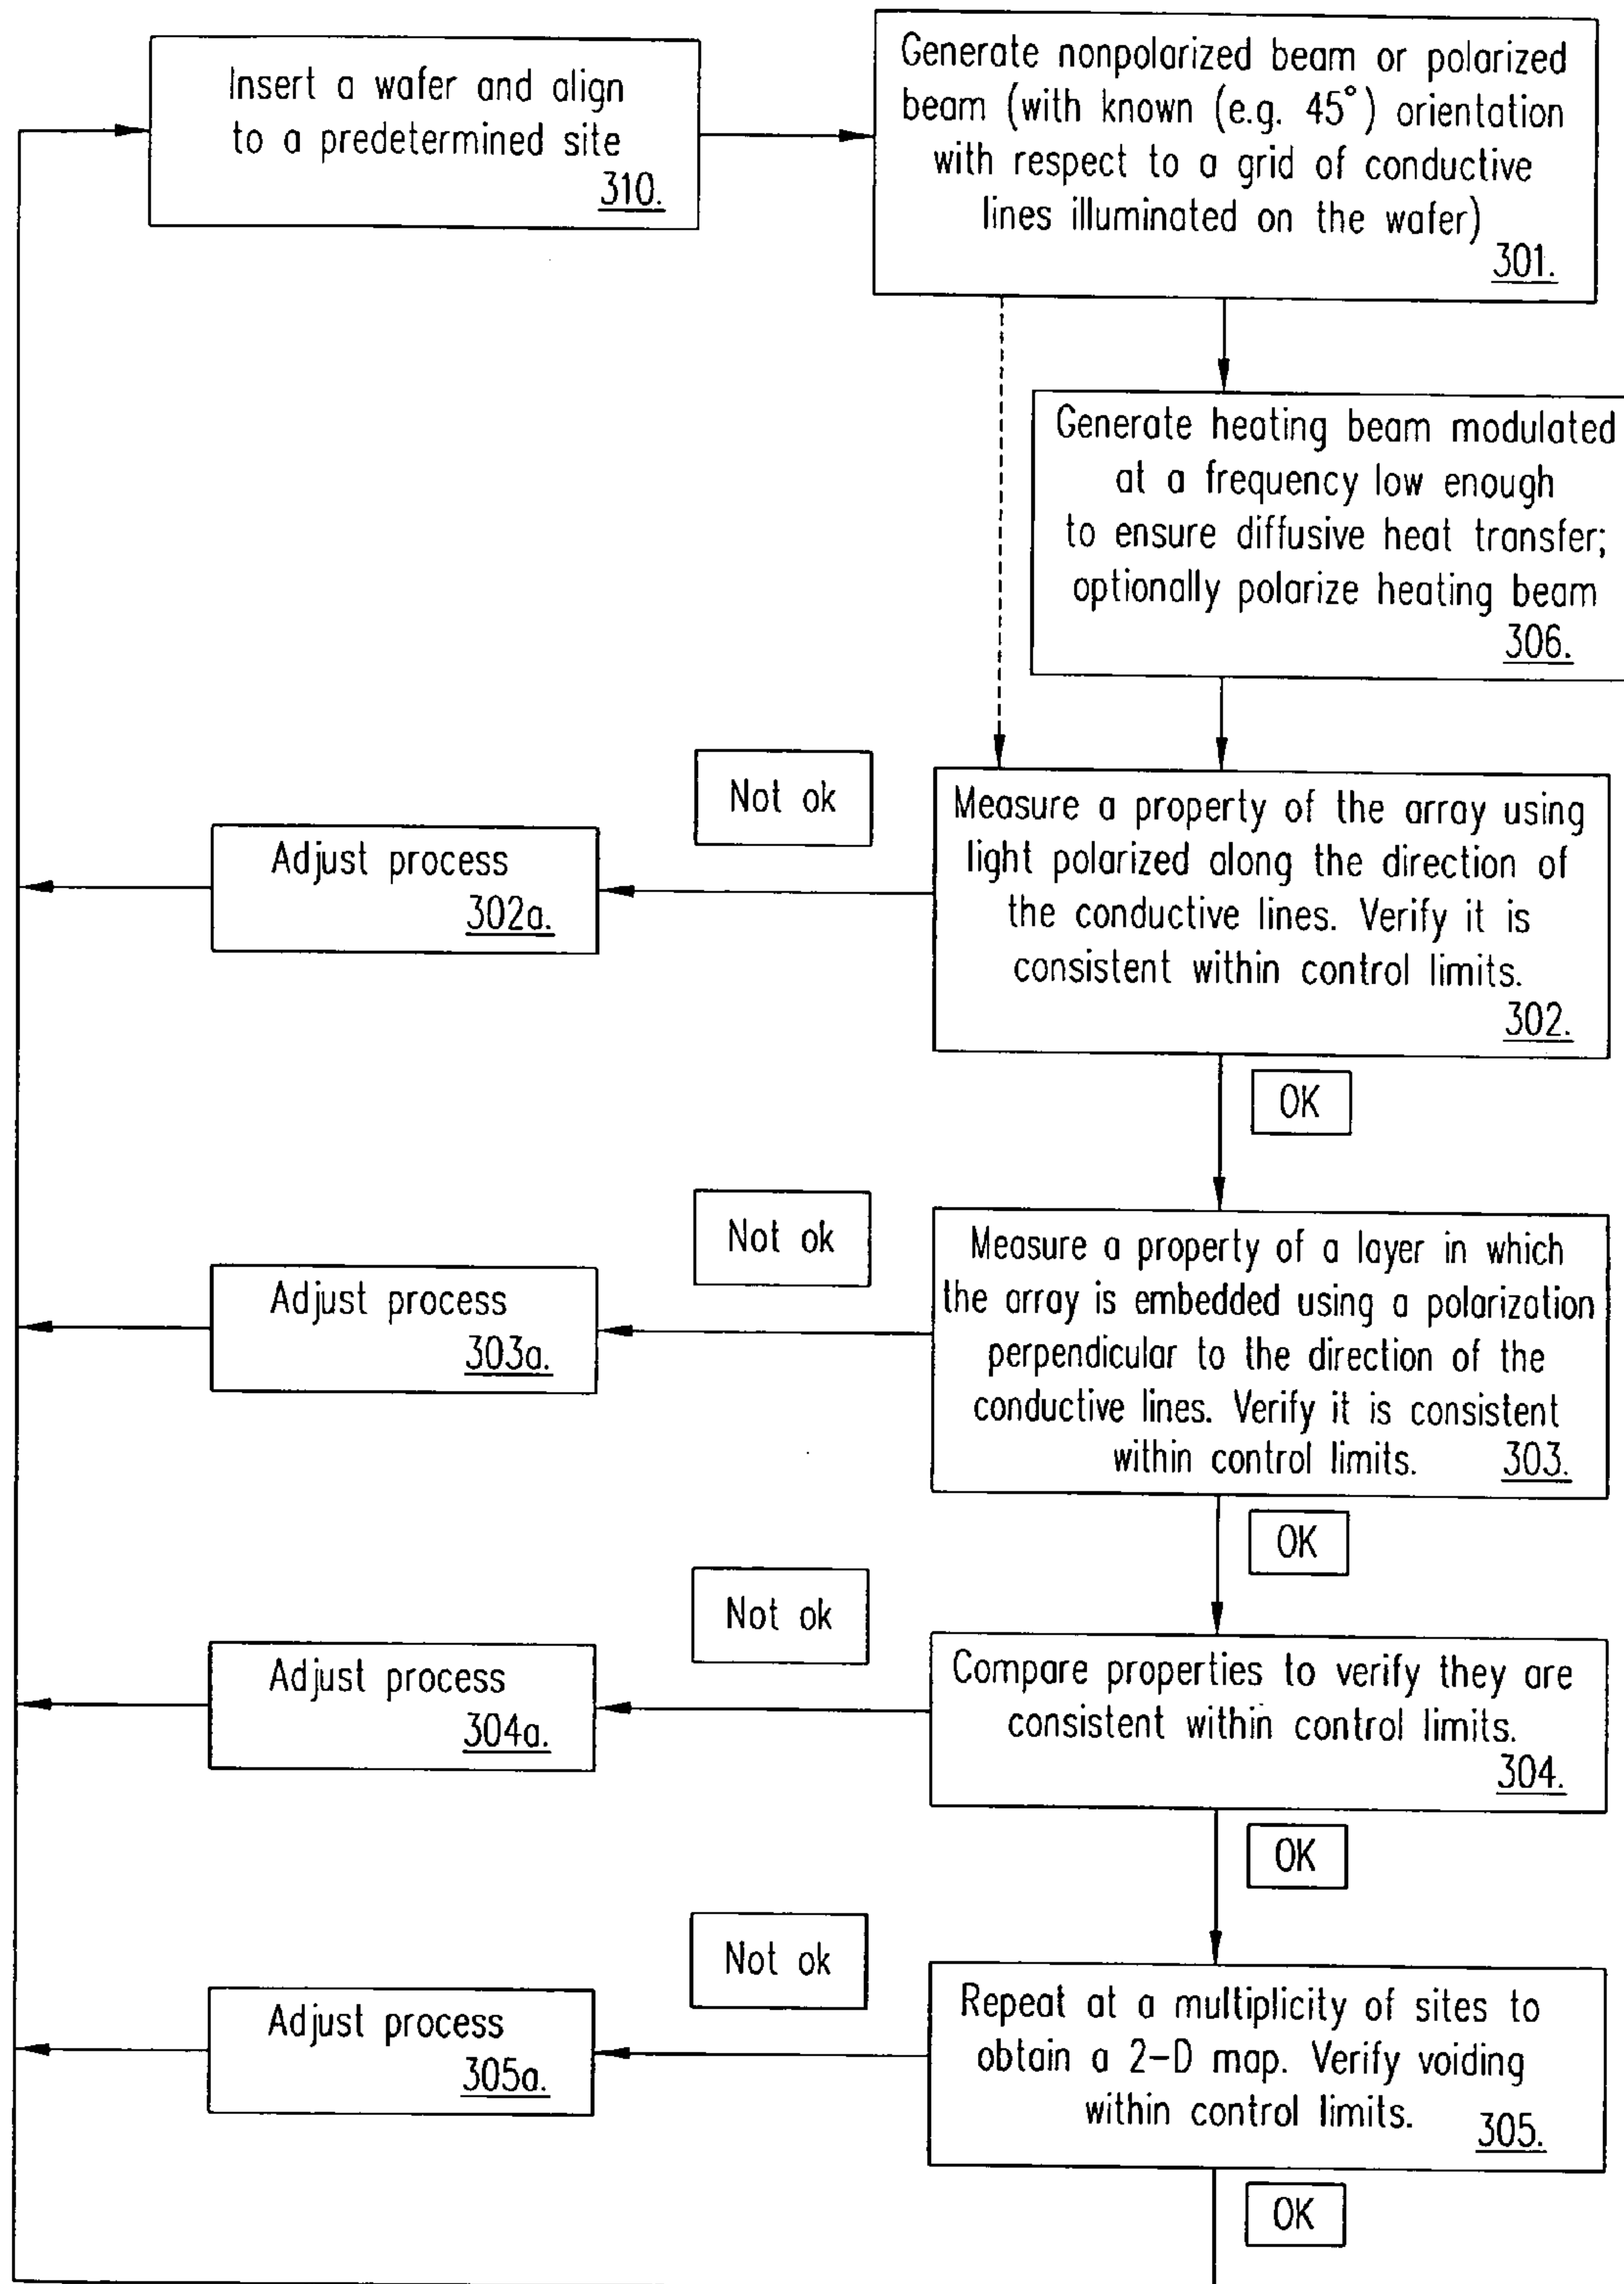 Insert a wafer and align
to a predetermined site
310.
Generate nonpolarized beam or polarized
beam (with known (e.g. 45°) orientation
with respect to a grid of conductive
lines illuminated on the wafer)
301.
Generate heating beam modulated
at a frequency low enough
to ensure diffusive heat transfer;
optionally polarize heating beam
306.
Not ok
Adjust process
302a.
Measure a property of the array using
light polarized along the direction of
the conductive lines. Verify it is
consistent within control limits.
302.
OK
Not ok
Adjust process
303a.
Measure a property of a layer in which
the array is embedded using a polarization
perpendicular to the direction of the
conductive lines. Verify it is consistent
within control limits. 303.
OK
Not ok
Adjust process
304a.
Compare properties to verify they are
consistent within control limits.
304.
OK
Not ok
Adjust process
305a.
Repeat at a multiplicity of sites to
obtain a 2-D map. Verify voiding
within control limits. 305.
OK